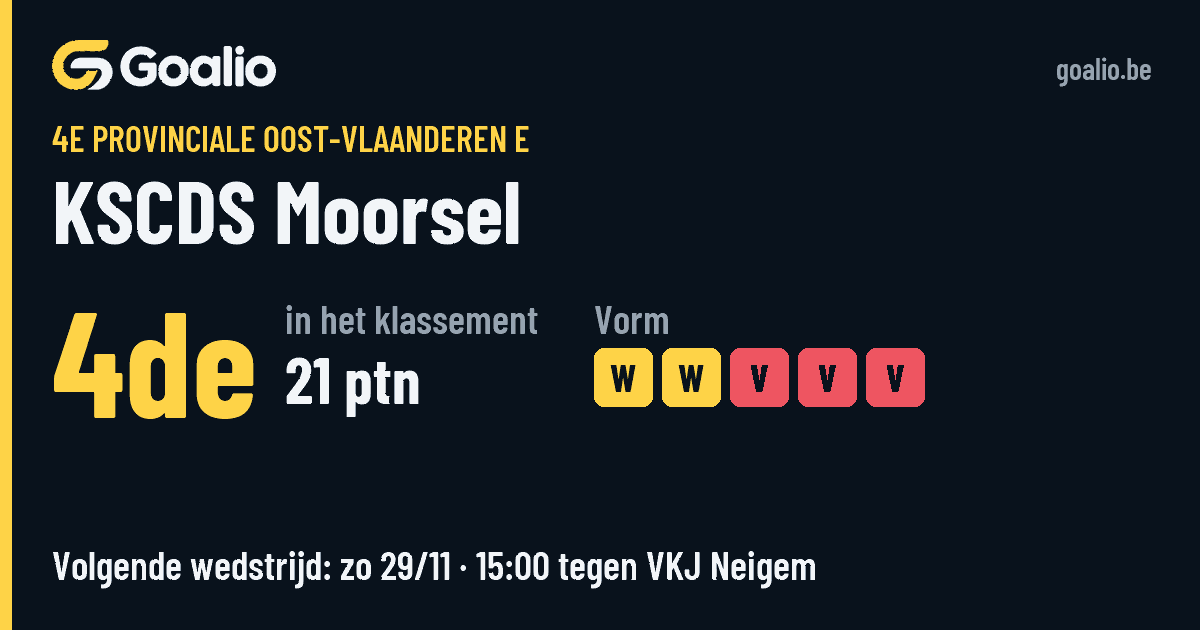 Goalio
goalio.be
4E PROVINCIALE OOST-VLAANDEREN E
KSCDS Moorsel
4de
in het klassement
21 ptn
Vorm
W W V V V
Volgende wedstrijd: zo 29/11 · 15:00 tegen VKJ Neigem